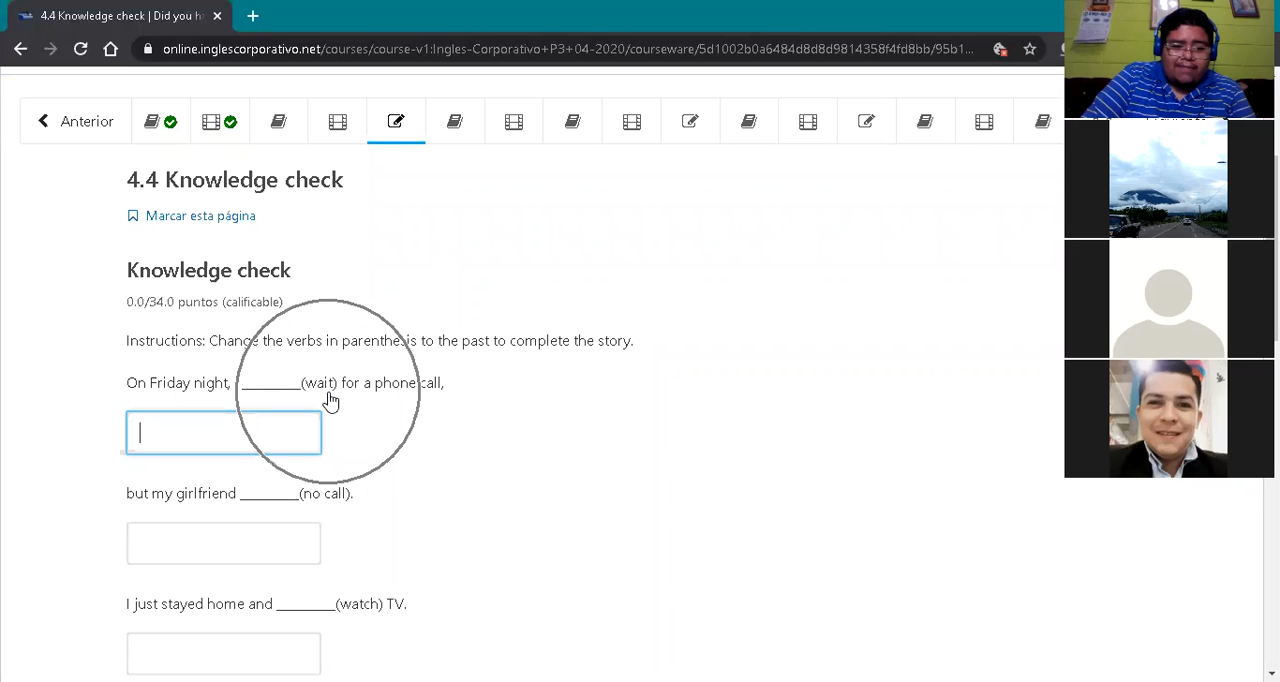 4.4 Knowledge check | Did you h
online.inglescorporativo.net/courses/course-v1:Ingles-Corporativo+P3+04-2020/courseware/5d1002b0a6484d8d8d9814358f4fd8bb/95b1...
Anterior
4.4 Knowledge check
Marcar esta página
Knowledge check
0.0/34.0 puntos (calificable)
Instructions: Change the verbs in parenthesis to the past to complete the story.
On Friday night, I ________(wait) for a phone call,
but my girlfriend ________(no call).
I just stayed home and ________(watch) TV.